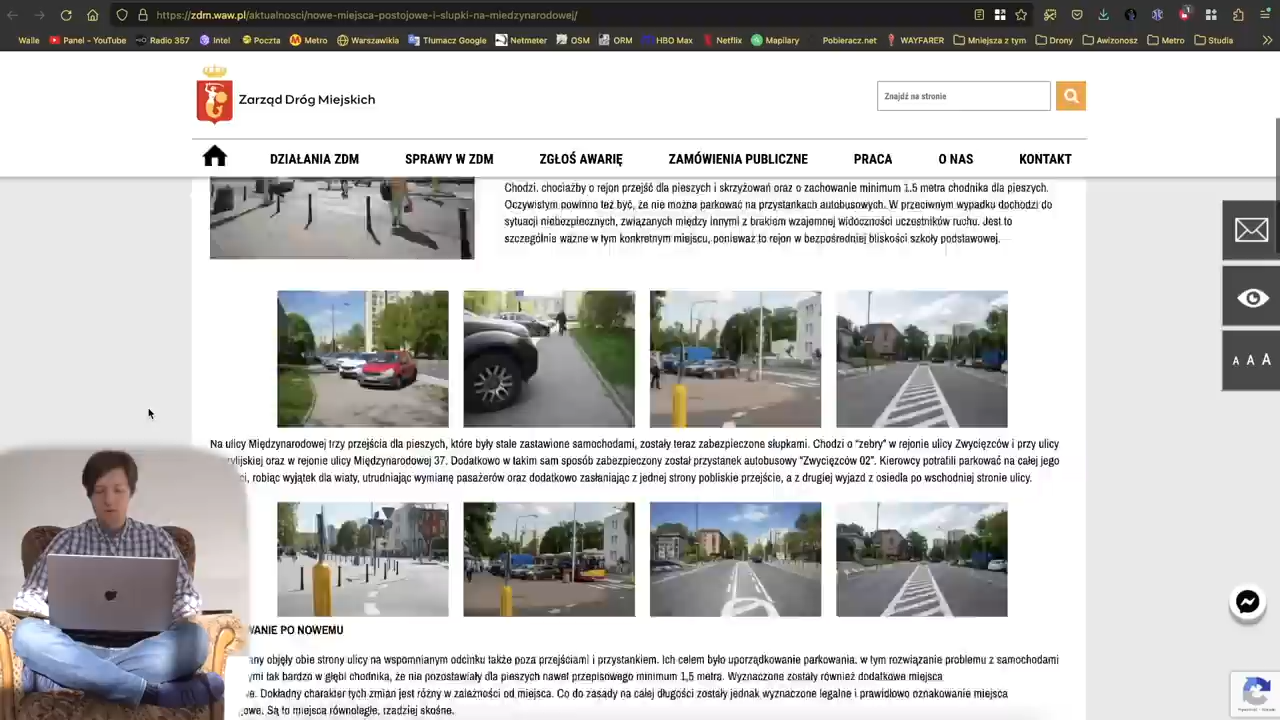 https://zdm.waw.pl/aktualnosci/nowe-miejsca-postojowe-i-slupki-na-miedzynarodowej/
Walle Panel - YouTube Radio 357 Intel Poczta Metro Warszawikia Tłumacz Google Netmeter OSM ORM HBO Max Netflix Mapilary Pobieracz.net WAYFARER Mniejsza z tym Drony Awizonosz Metro Studia
Zarząd Dróg Miejskich
Znajdź na stronie
DZIAŁANIA ZDM SPRAWY W ZDM ZGŁOŚ AWARIĘ ZAMÓWIENIA PUBLICZNE PRACA O NAS KONTAKT
Chodzi. chociażby o rejon przejść dla pieszych i skrzyżowań oraz o zachowanie minimum 1.5 metra chodnika dla pieszych.
Oczywistym powinno też być, że nie można parkować na przystankach autobusowych. W przeciwnym wypadku dochodzi do
sytuacji niebezpiecznych, związanych między innymi z brakiem wzajemnej widoczności uczestników ruchu. Jest to
szczególnie ważne w tym konkretnym miejscu, ponieważ to rejon w bezpośredniej bliskości szkoły podstawowej.
A A A
Na ulicy Międzynarodowej trzy przejścia dla pieszych, które były stale zastawione samochodami, zostały teraz zabezpieczone słupkami. Chodzi o "zebry" w rejonie ulicy Zwycięzców i przy ulicy
ylijskiej oraz w rejonie ulicy Międzynarodowej 37. Dodatkowo w takim sam sposób zabezpieczony został przystanek autobusowy "Zwycięzców 02". Kierowcy potrafili parkować na całej jego
ci, robiąc wyjątek dla wiaty, utrudniając wymianę pasażerów oraz dodatkowo zasłaniając z jednej strony pobliskie przejście, a z drugiej wyjazd z osiedla po wschodniej stronie ulicy.
WANIE PO NOWEMU
any objęły obie strony ulicy na wspomnianym odcinku także poza przejściami i przystankiem. Ich celem było uporządkowanie parkowania. w tym rozwiązanie problemu z samochodami
ymi tak bardzo w głębi chodnika, że nie pozostawiały dla pieszych nawet przepisowego minimum 1,5 metra. Wyznaczone zostały również dodatkowe miejsca
we. Dokładny charakter tych zmian jest różny w zależności od miejsca. Co do zasady na całej długości zostały jednak wyznaczone legalne i prawidłowo oznakowanie miejsca
owe. Są to miejsca równoległe, rzadziej skośne.